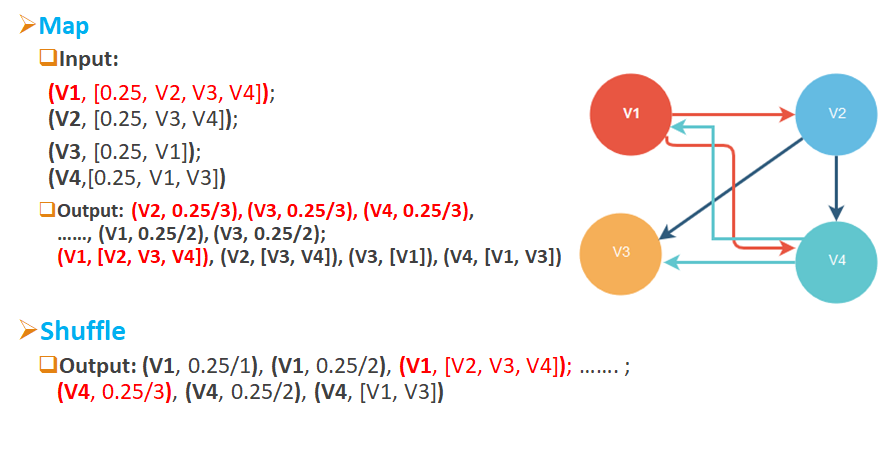 Map
Input:
(V1, [0.25, V2, V3, V4]);
(V2, [0.25, V3, V4]);
(V3, [0.25, V1]);
(V4,[0.25, V1, V3])
Output: (V2, 0.25/3), (V3, 0.25/3), (V4, 0.25/3),
……, (V1, 0.25/2), (V3, 0.25/2);
(V1, [V2, V3, V4]), (V2, [V3, V4]), (V3, [V1]), (V4, [V1, V3])
V1
V2
V3
V4
Shuffle
Output: (V1, 0.25/1), (V1, 0.25/2), (V1, [V2, V3, V4]); ……. ;
(V4, 0.25/3), (V4, 0.25/2), (V4, [V1, V3])